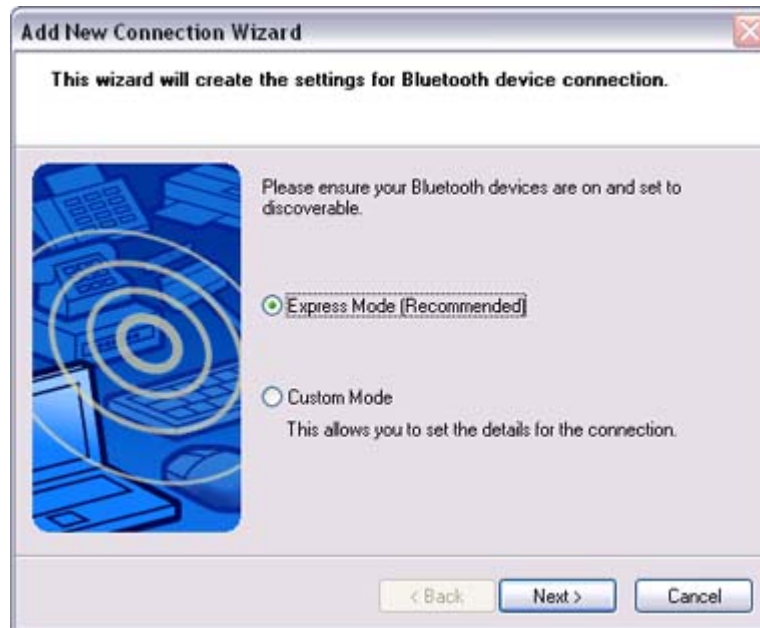 Add New Connection Wizard
This wizard will create the settings for Bluetooth device connection.
Please ensure your Bluetooth devices are on and set to
discoverable.
Express Mode (Recommended)
Custom Mode
This allows you to set the details for the connection.
< Back
Next >
Cancel